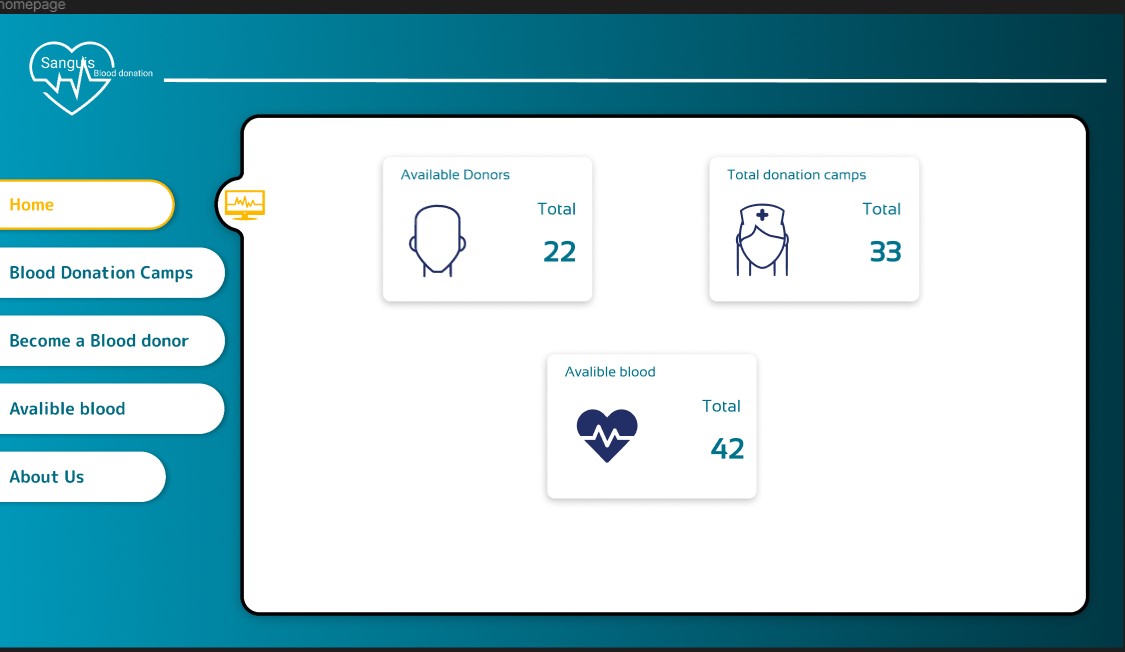 homepage
Sanguis
Blood donation
Home
Blood Donation Camps
Become a Blood donor
Avalible blood
About Us
Available Donors
Total
22
Total donation camps
Total
33
Avalible blood
Total
42